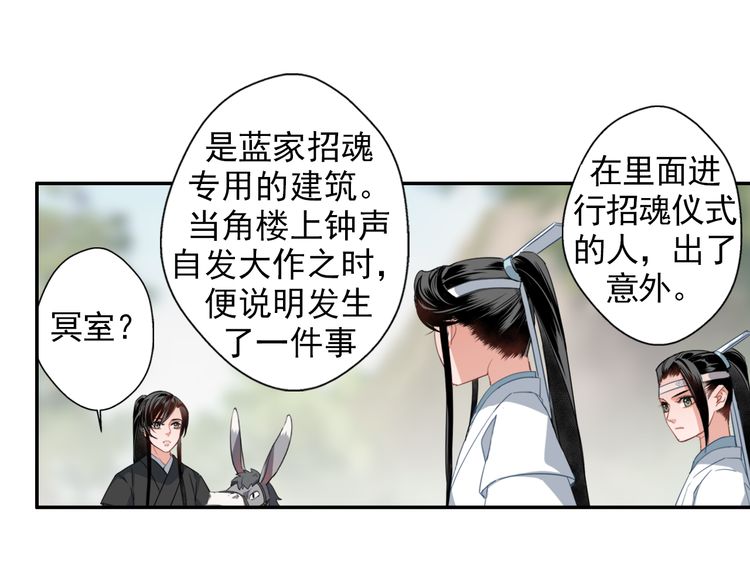 冥室？
是蓝家招魂
专用的建筑。
当角楼上钟声
自发大作之时，
便说明发生
了一件事
在里面进
行招魂仪式
的人，出了
意外。